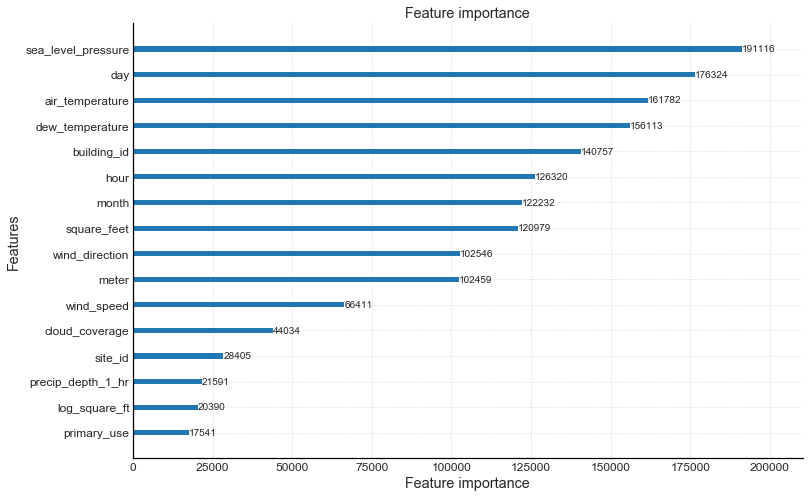 Feature importance
sea_level_pressure 191116
day 176324
air_temperature 161782
dew_temperature 156113
building_id 140757
hour 126320
month 122232
square_feet 120979
wind_direction 102546
meter 102459
wind_speed 66411
cloud_coverage 44034
site_id 28405
precip_depth_1_hr 21591
log_square_ft 20390
primary_use 17541
Features
0 25000 50000 75000 100000 125000 150000 175000 200000
Feature importance